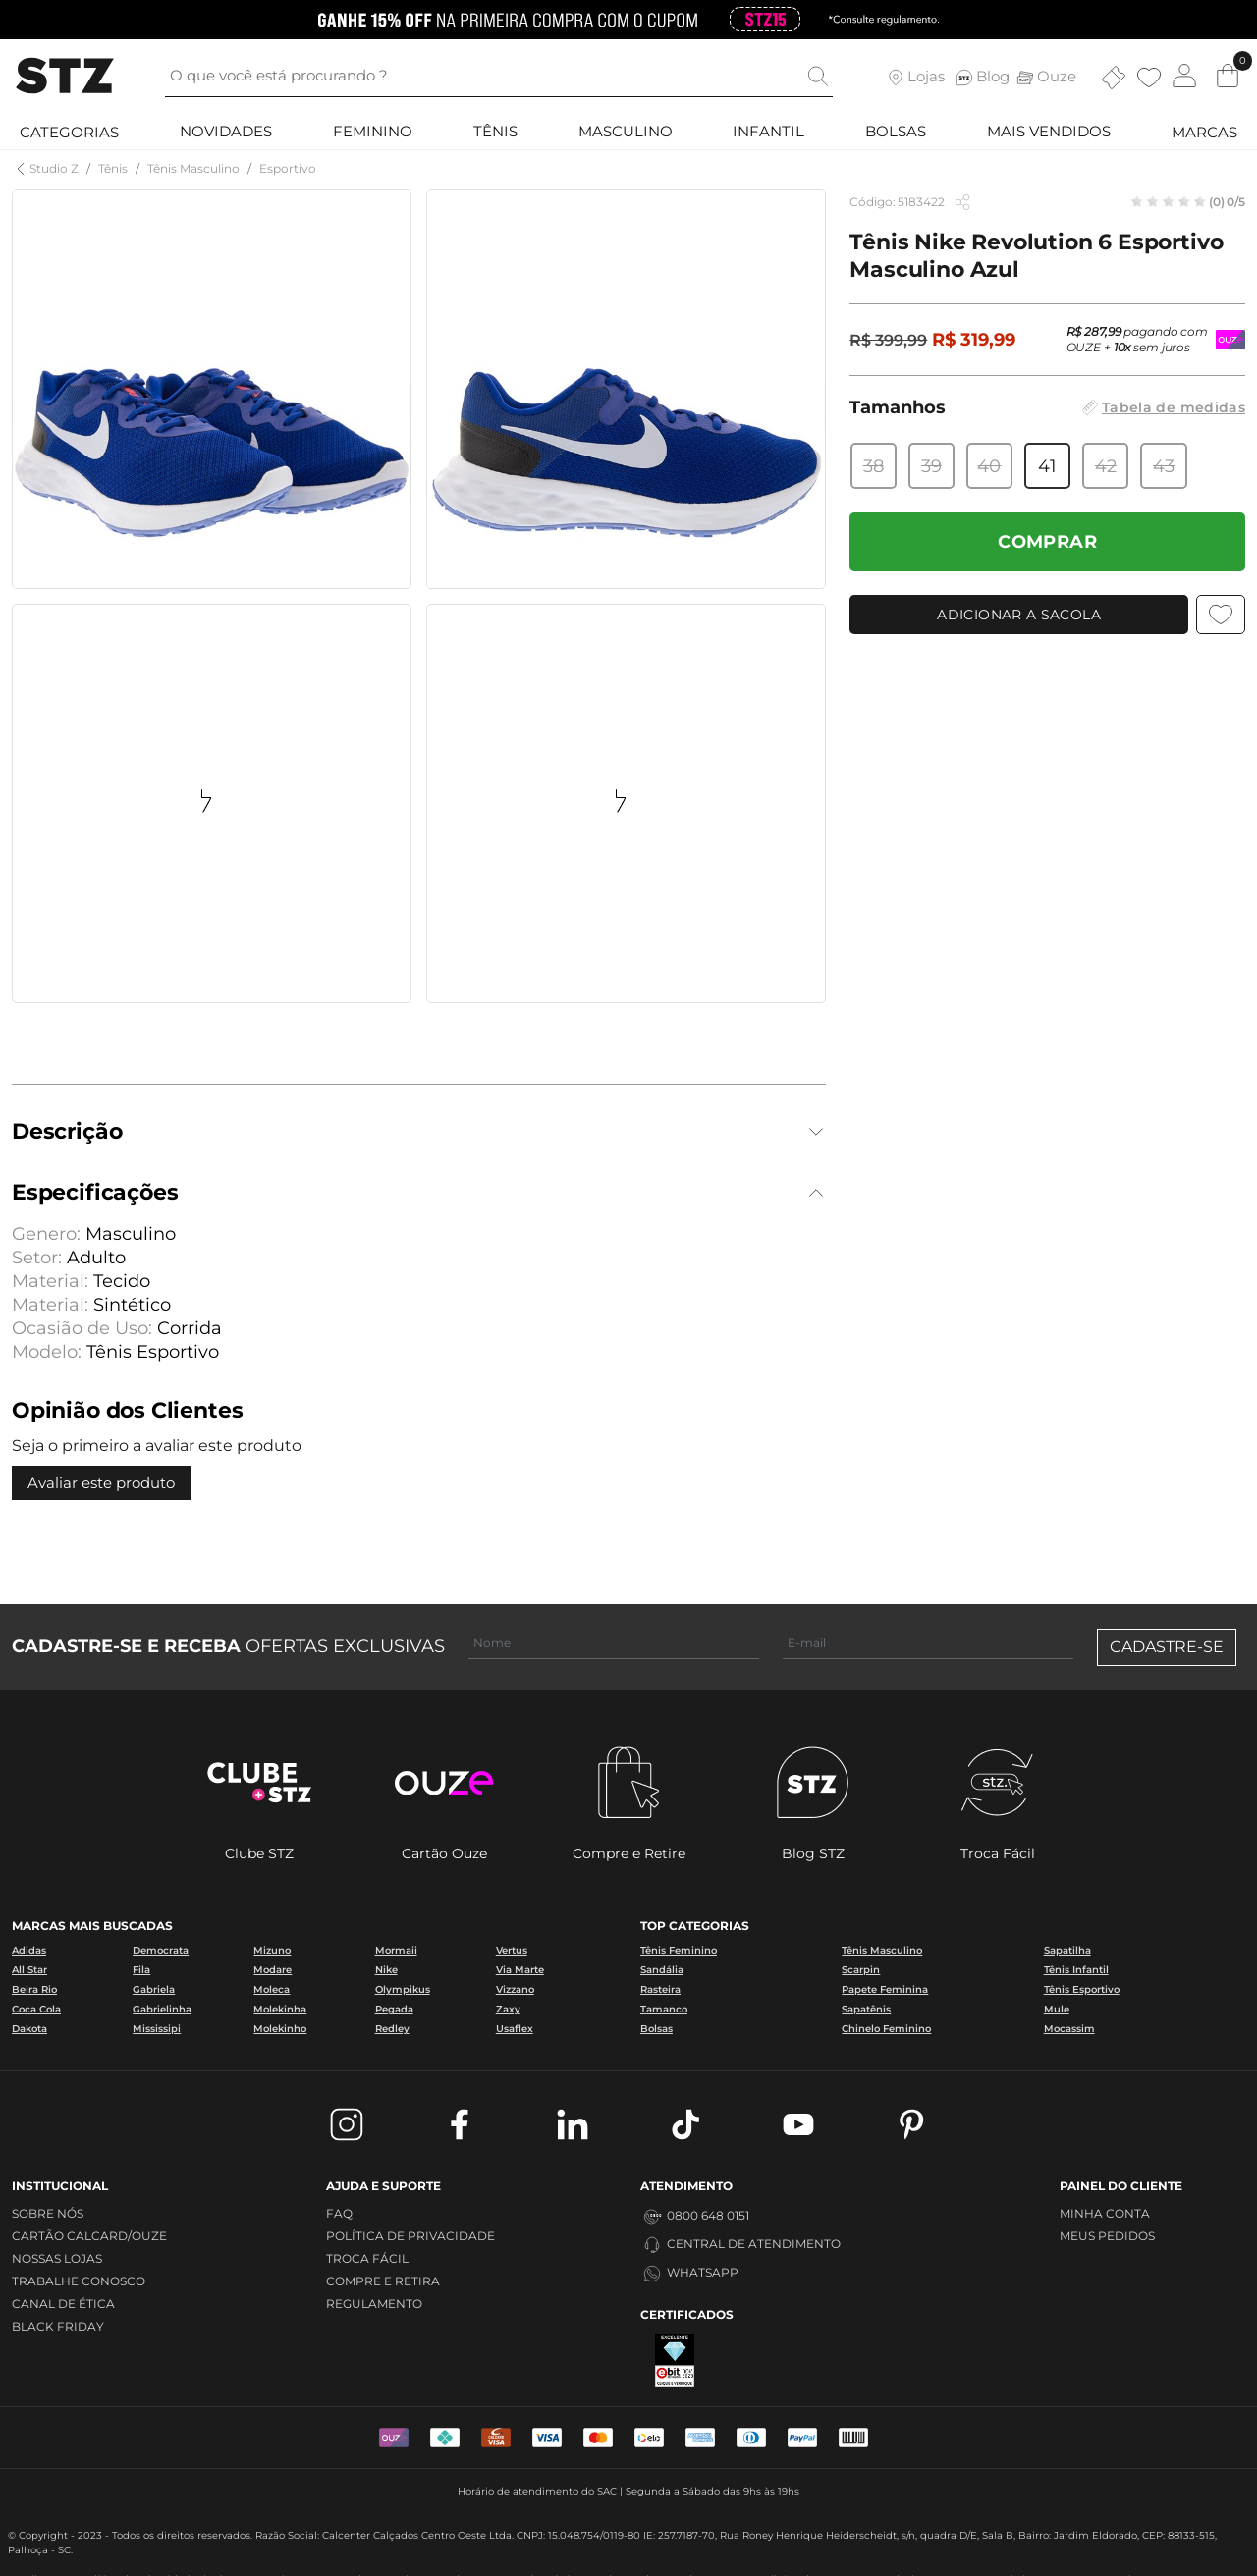 GANHE 15% OFF NA PRIMEIRA COMPRA COM O CUPOM STZ15 *Consulte regulamento.
STZ O que você está procurando ? Lojas STZ Blog Ouze 0
CATEGORIAS NOVIDADES FEMININO TÊNIS MASCULINO INFANTIL BOLSAS MAIS VENDIDOS MARCAS
Studio Z / Tênis / Tênis Masculino / Esportivo
Código: 5183422 (0) 0/5
Tênis Nike Revolution 6 Esportivo
Masculino Azul
R$ 399,99 R$ 319,99
R$ 287,99 pagando com
OUZE + 10x sem juros
Tamanhos Tabela de medidas
38 39 40 41 42 43
COMPRAR
ADICIONAR A SACOLA
Descrição
Especificações
Genero: Masculino
Setor: Adulto
Material: Tecido
Material: Sintético
Ocasião de Uso: Corrida
Modelo: Tênis Esportivo
Opinião dos Clientes
Seja o primeiro a avaliar este produto
Avaliar este produto
CADASTRE-SE E RECEBA OFERTAS EXCLUSIVAS Nome E-mail CADASTRE-SE
CLUBE
+STZ
ouze
STZ
stz.
Clube STZ Cartão Ouze Compre e Retire Blog STZ Troca Fácil
MARCAS MAIS BUSCADAS TOP CATEGORIAS
Adidas Democrata Mizuno Mormaii Vertus Tênis Feminino Tênis Masculino Sapatilha
All Star Fila Modare Nike Via Marte Sandália Scarpin Tênis Infantil
Beira Rio Gabriela Moleca Olympikus Vizzano Rasteira Papete Feminina Tênis Esportivo
Coca Cola Gabrielinha Molekinha Pegada Zaxy Tamanco Sapatênis Mule
Dakota Mississipi Molekinho Redley Usaflex Bolsas Chinelo Feminino Mocassim
INSTITUCIONAL
SOBRE NÓS
CARTÃO CALCARD/OUZE
NOSSAS LOJAS
TRABALHE CONOSCO
CANAL DE ÉTICA
BLACK FRIDAY
AJUDA E SUPORTE
FAQ
POLÍTICA DE PRIVACIDADE
TROCA FÁCIL
COMPRE E RETIRA
REGULAMENTO
ATENDIMENTO
0800 648 0151
CENTRAL DE ATENDIMENTO
WHATSAPP
CERTIFICADOS
EXCELENTE
ebit
PAINEL DO CLIENTE
MINHA CONTA
MEUS PEDIDOS
VISA VISA elo PayPal
Horário de atendimento do SAC | Segunda a Sábado das 9hs às 19hs
© Copyright - 2023 - Todos os direitos reservados. Razão Social: Calcenter Calçados Centro Oeste Ltda. CNPJ: 15.048.754/0119-80 IE: 257.7187-70, Rua Roney Henrique Heiderscheidt, s/n, quadra D/E, Sala B, Bairro: Jardim Eldorado, CEP: 88133-515,
Palhoça - SC.